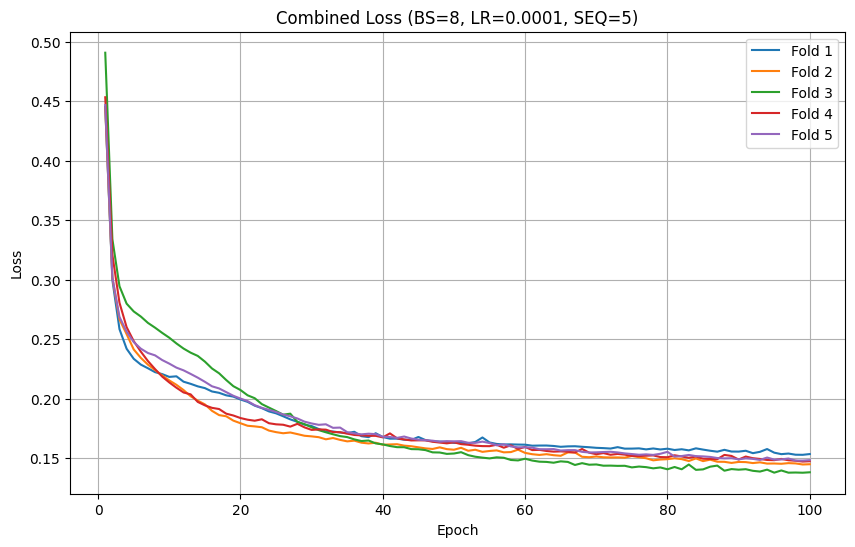 Combined Loss (BS=8, LR=0.0001, SEQ=5)
Fold 1
Fold 2
Fold 3
Fold 4
Fold 5
Loss
0.50
0.45
0.40
0.35
0.30
0.25
0.20
0.15
0 20 40 60 80 100
Epoch